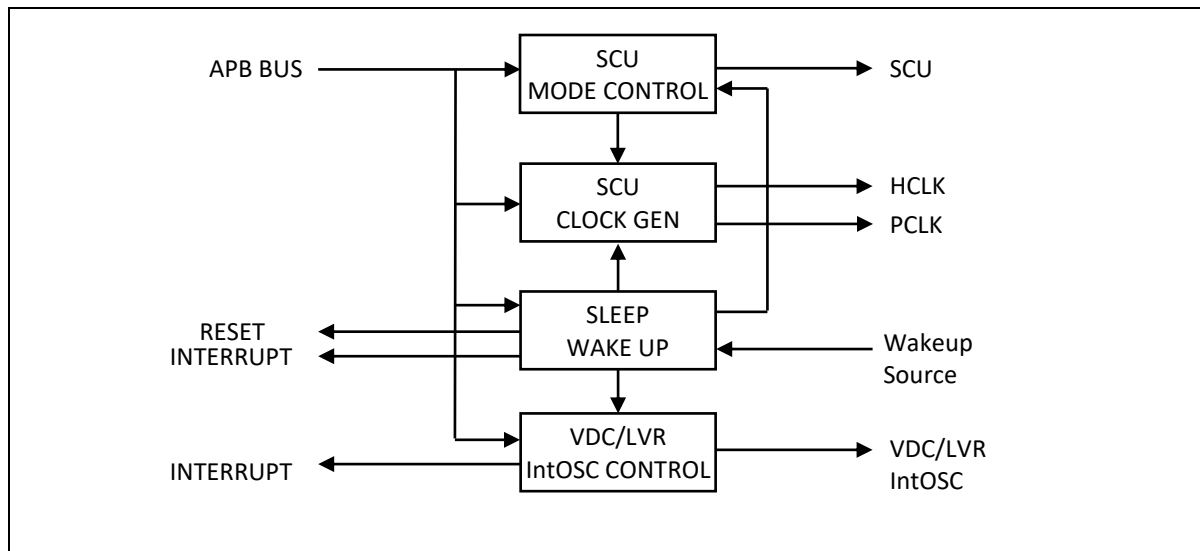 APB BUS
SCU
MODE CONTROL
SCU
SCU
CLOCK GEN
HCLK
PCLK
SLEEP
WAKE UP
RESET
INTERRUPT
Wakeup
Source
VDC/LVR
IntOSC CONTROL
INTERRUPT
VDC/LVR
IntOSC